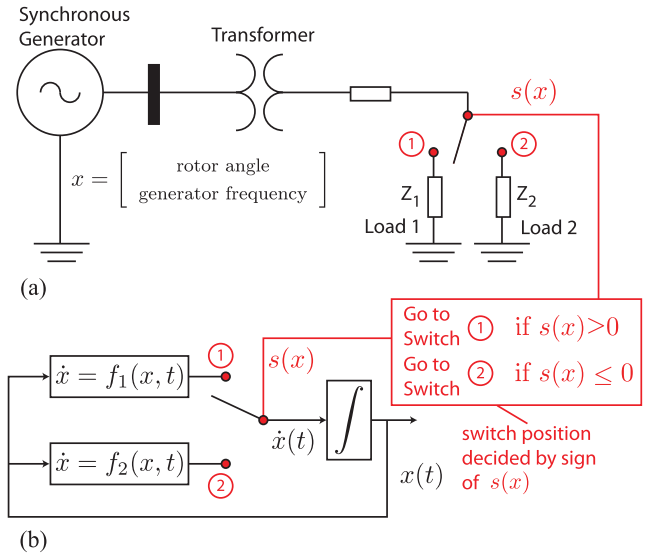 Synchronous
Generator
Transformer
s(x)
1
2
x = [ rotor angle
generator frequency ]
Z1
Z2
Load 1
Load 2
(a)
Go to
Switch 1 if s(x)>0
Go to
Switch 2 if s(x) ≤ 0
1
s(x)
ẋ = f1(x, t)
ẋ(t)
∫
ẋ = f2(x, t)
2
x(t)
switch position
decided by sign
of s(x)
(b)